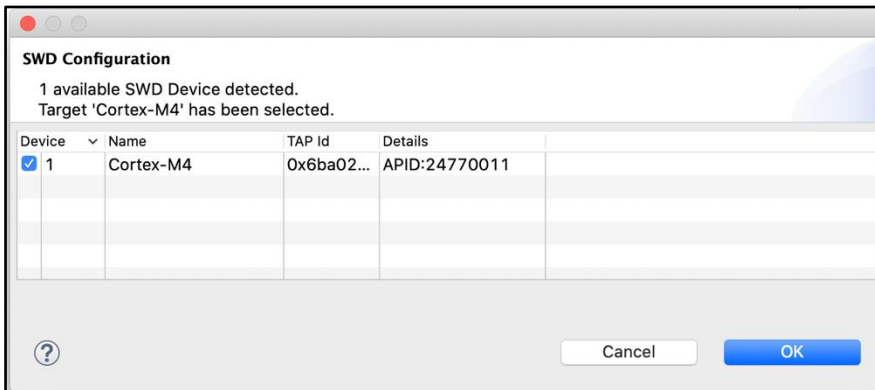 SWD Configuration
1 available SWD Device detected.
Target 'Cortex-M4' has been selected.
Device Name TAP Id Details
1 Cortex-M4 0x6ba02... APID:24770011
? Cancel OK